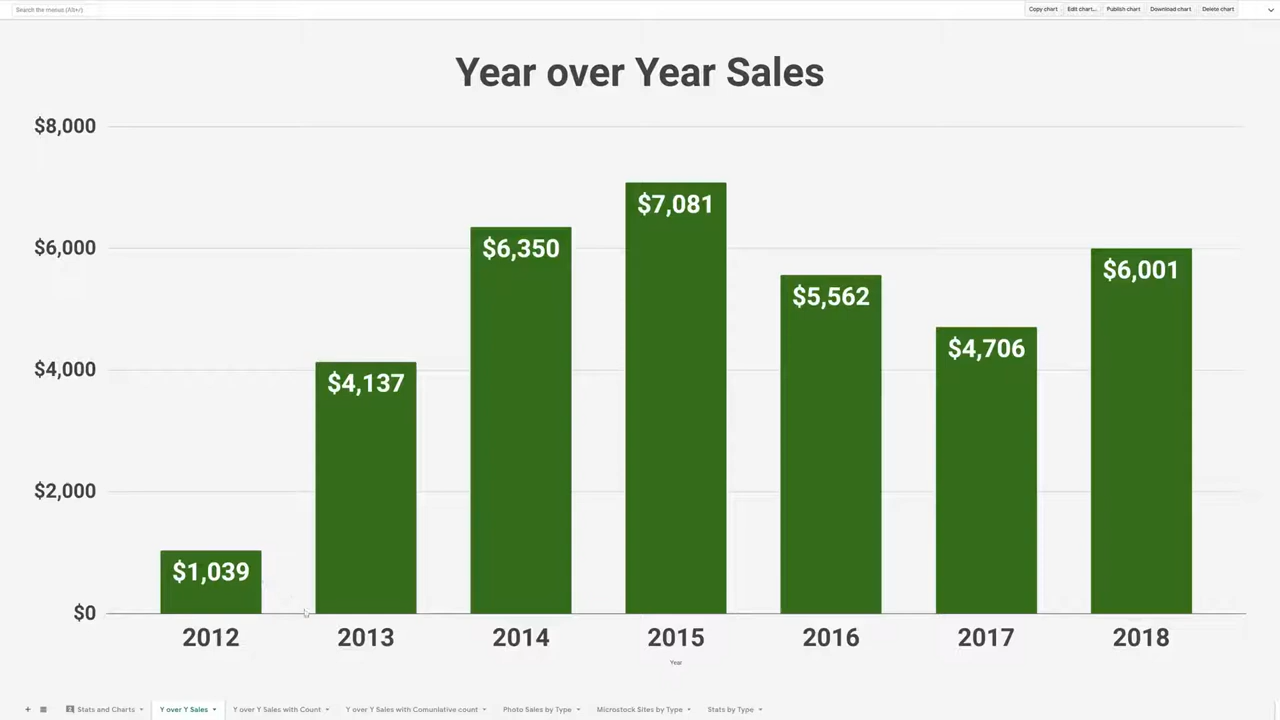 Search the menus (Alt+/)
Copy chart Edit chart... Publish chart Download chart Delete chart
Year over Year Sales
$8,000
$7,081
$6,350
$6,000
$6,001
$5,562
$4,706
$4,000
$4,137
$2,000
$1,039
$0
2012 2013 2014 2015 2016 2017 2018
Year
+ Stats and Charts Y over Y Sales Y over Y Sales with Count Y over Y Sales with Comunlative count Photo Sales by Type Microstock Sites by Type Stats by Type